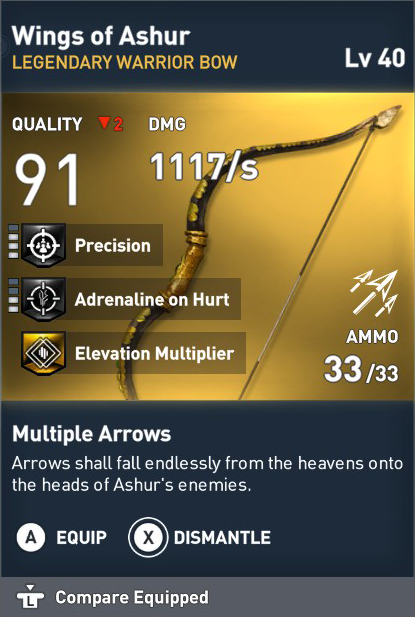 Wings of Ashur
LEGENDARY WARRIOR BOW
Lv 40
QUALITY ▼2 DMG
91 1117/s
Precision
Adrenaline on Hurt
Elevation Multiplier
AMMO
33/33
Multiple Arrows
Arrows shall fall endlessly from the heavens onto
the heads of Ashur's enemies.
A EQUIP X DISMANTLE
L Compare Equipped